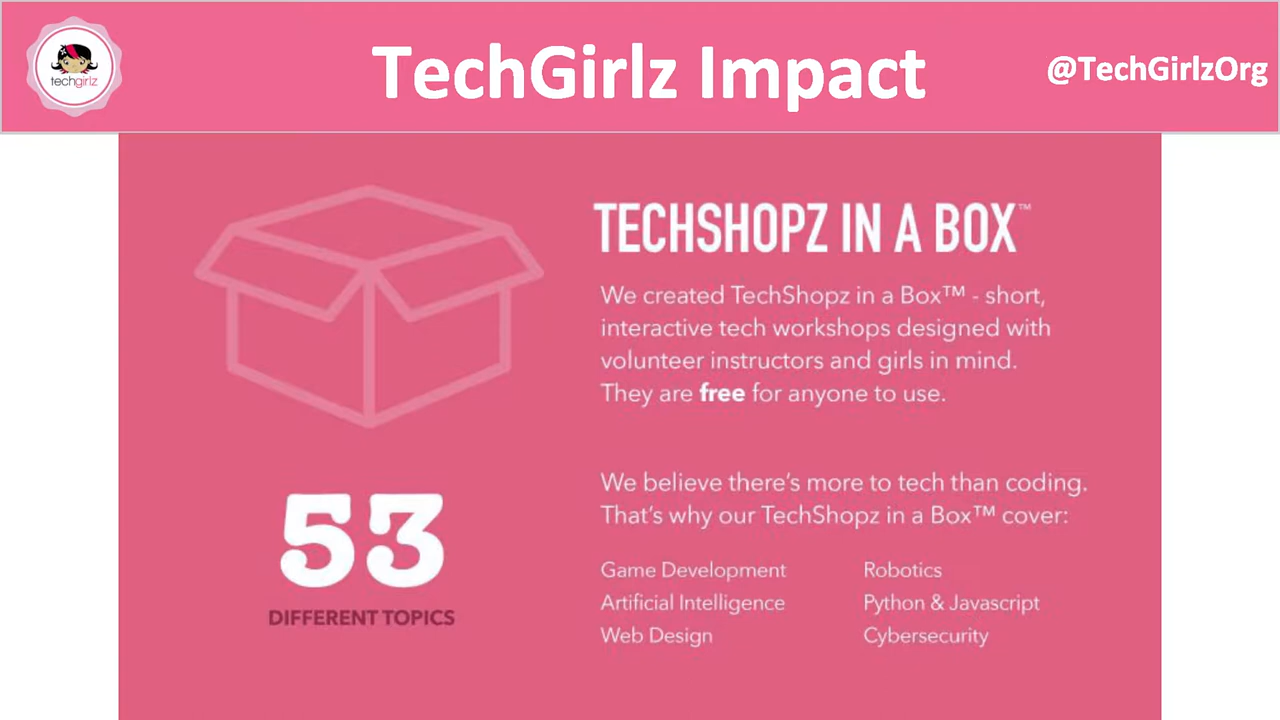 techgirlz
TechGirlz Impact
@TechGirlzOrg
TECHSHOPZ IN A BOX™
We created TechShopz in a Box™ - short,
interactive tech workshops designed with
volunteer instructors and girls in mind.
They are free for anyone to use.
53
DIFFERENT TOPICS
We believe there's more to tech than coding.
That's why our TechShopz in a Box™ cover:
Game Development
Artificial Intelligence
Web Design
Robotics
Python & Javascript
Cybersecurity